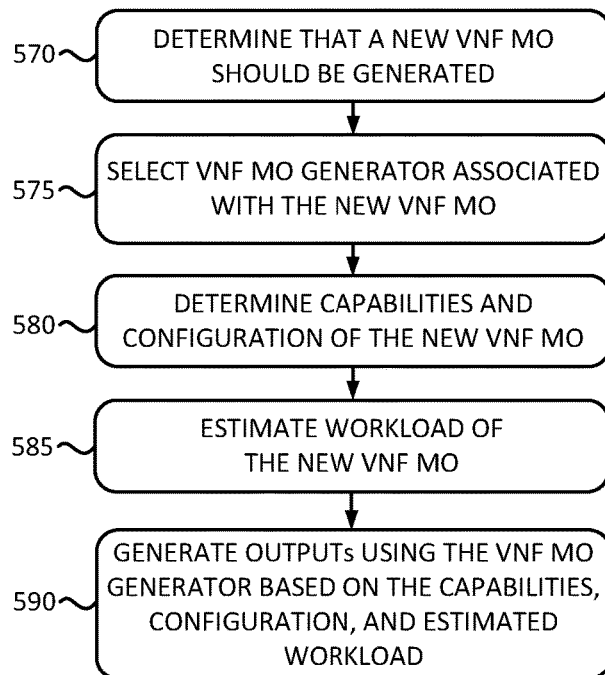 570
DETERMINE THAT A NEW VNF MO
SHOULD BE GENERATED
575
SELECT VNF MO GENERATOR ASSOCIATED
WITH THE NEW VNF MO
580
DETERMINE CAPABILITIES AND
CONFIGURATION OF THE NEW VNF MO
585
ESTIMATE WORKLOAD OF
THE NEW VNF MO
590
GENERATE OUTPUTs USING THE VNF MO
GENERATOR BASED ON THE CAPABILITIES,
CONFIGURATION, AND ESTIMATED
WORKLOAD